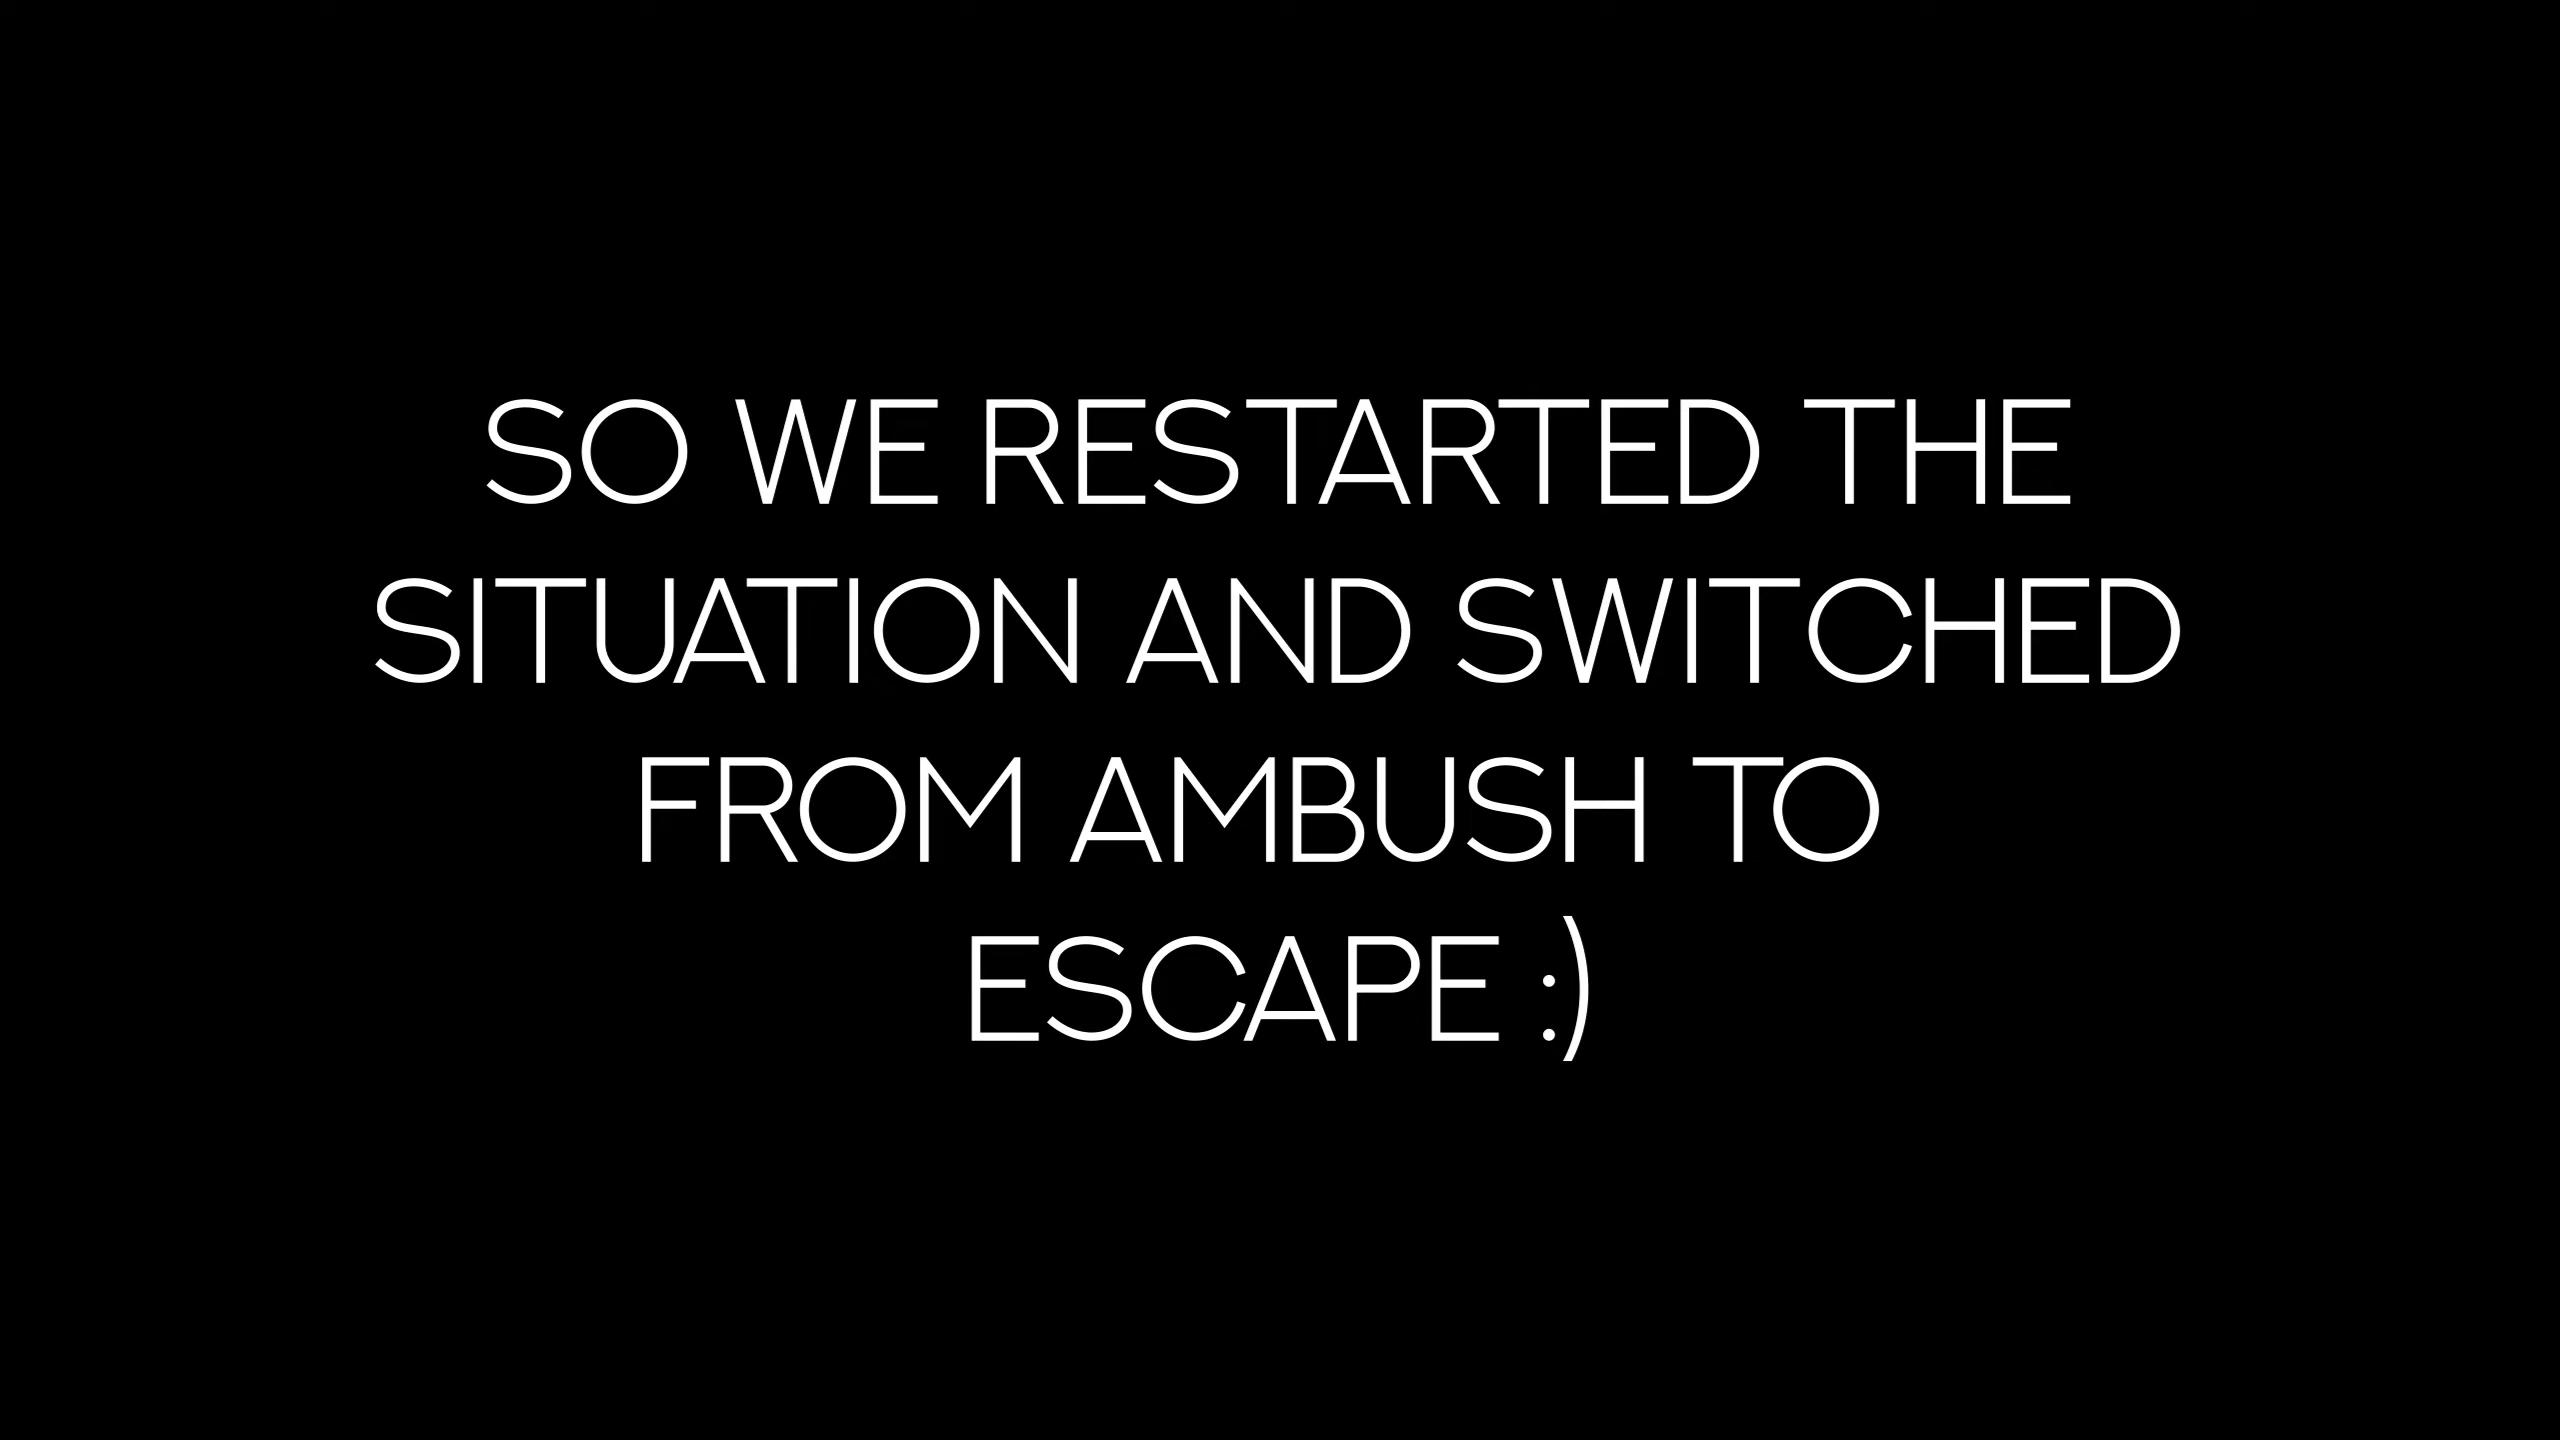 SO WE RESTARTED THE
SITUATION AND SWITCHED
FROM AMBUSH TO
ESCAPE :)